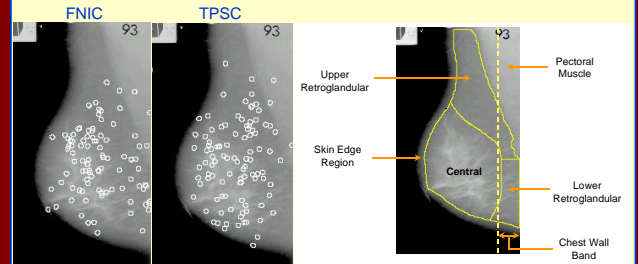 FNIC
TPSC
93
93
93
Upper
Retroglandular
Pectoral
Muscle
Skin Edge
Region
Central
Lower
Retroglandular
Chest Wall
Band